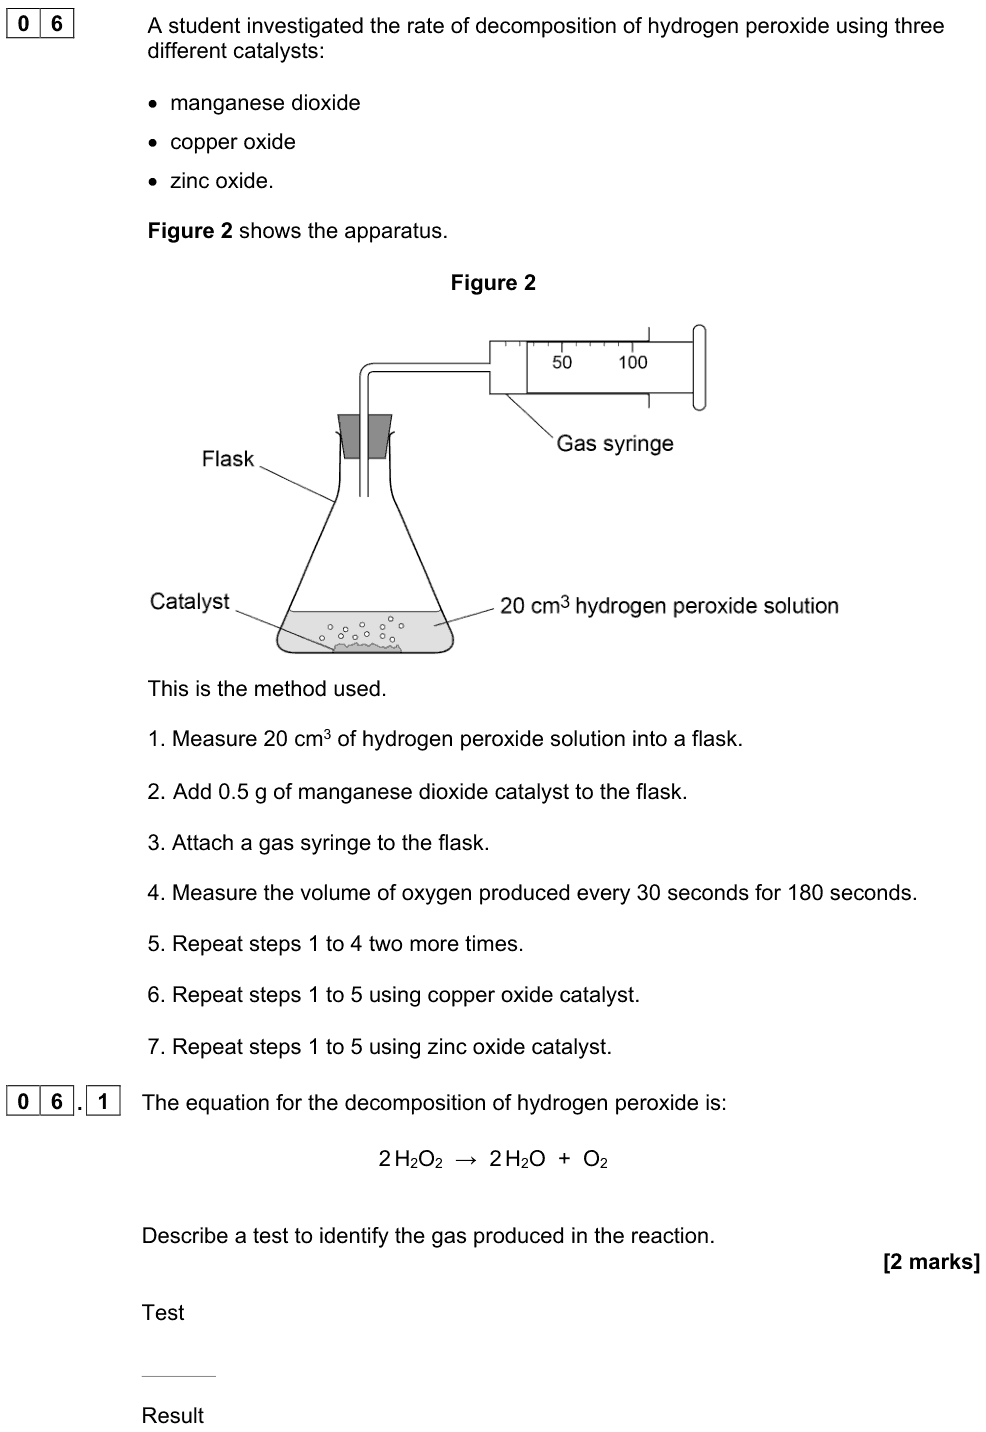 0 6 A student investigated the rate of decomposition of hydrogen peroxide using three
different catalysts:
• manganese dioxide
• copper oxide
• zinc oxide.
Figure 2 shows the apparatus.
Figure 2
50 100
Gas syringe
Flask
Catalyst
20 cm³ hydrogen peroxide solution
This is the method used.
1. Measure 20 cm³ of hydrogen peroxide solution into a flask.
2. Add 0.5 g of manganese dioxide catalyst to the flask.
3. Attach a gas syringe to the flask.
4. Measure the volume of oxygen produced every 30 seconds for 180 seconds.
5. Repeat steps 1 to 4 two more times.
6. Repeat steps 1 to 5 using copper oxide catalyst.
7. Repeat steps 1 to 5 using zinc oxide catalyst.
0 6 . 1 The equation for the decomposition of hydrogen peroxide is:
2 H₂O₂ → 2 H₂O + O₂
Describe a test to identify the gas produced in the reaction.
[2 marks]
Test
Result